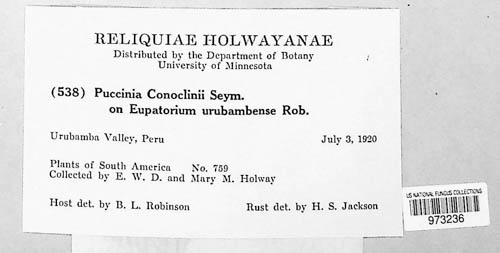 RELIQUIAE HOLWAYANAE
Distributed by the Department of Botany
University of Minnesota
(538) Puccinia Conoclinii Seym.
on Eupatorium urubambense Rob.
Urubamba Valley, Peru July 3, 1920
Plants of South America No. 759
Collected by E. W. D. and Mary M. Holway
Host det. by B. L. Robinson Rust det. by H. S. Jackson
US NATIONAL FUNGUS COLLECTIONS
973236